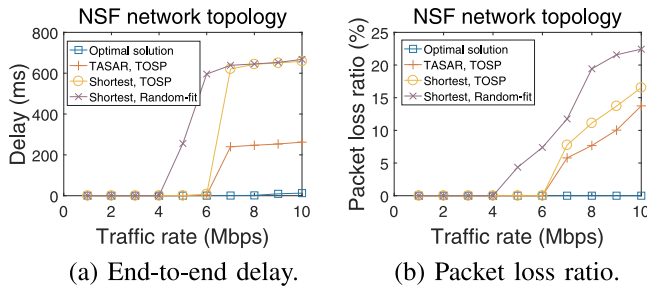 NSF network topology
800
600
400
200
0
Delay (ms)
Optimal solution
TASAR, TOSP
Shortest, TOSP
Shortest, Random-fit
0 2 4 6 8 10
Traffic rate (Mbps)
(a) End-to-end delay.
NSF network topology
25
20
15
10
5
0
Packet loss ratio (%)
Optimal solution
TASAR, TOSP
Shortest, TOSP
Shortest, Random-fit
0 2 4 6 8 10
Traffic rate (Mbps)
(b) Packet loss ratio.